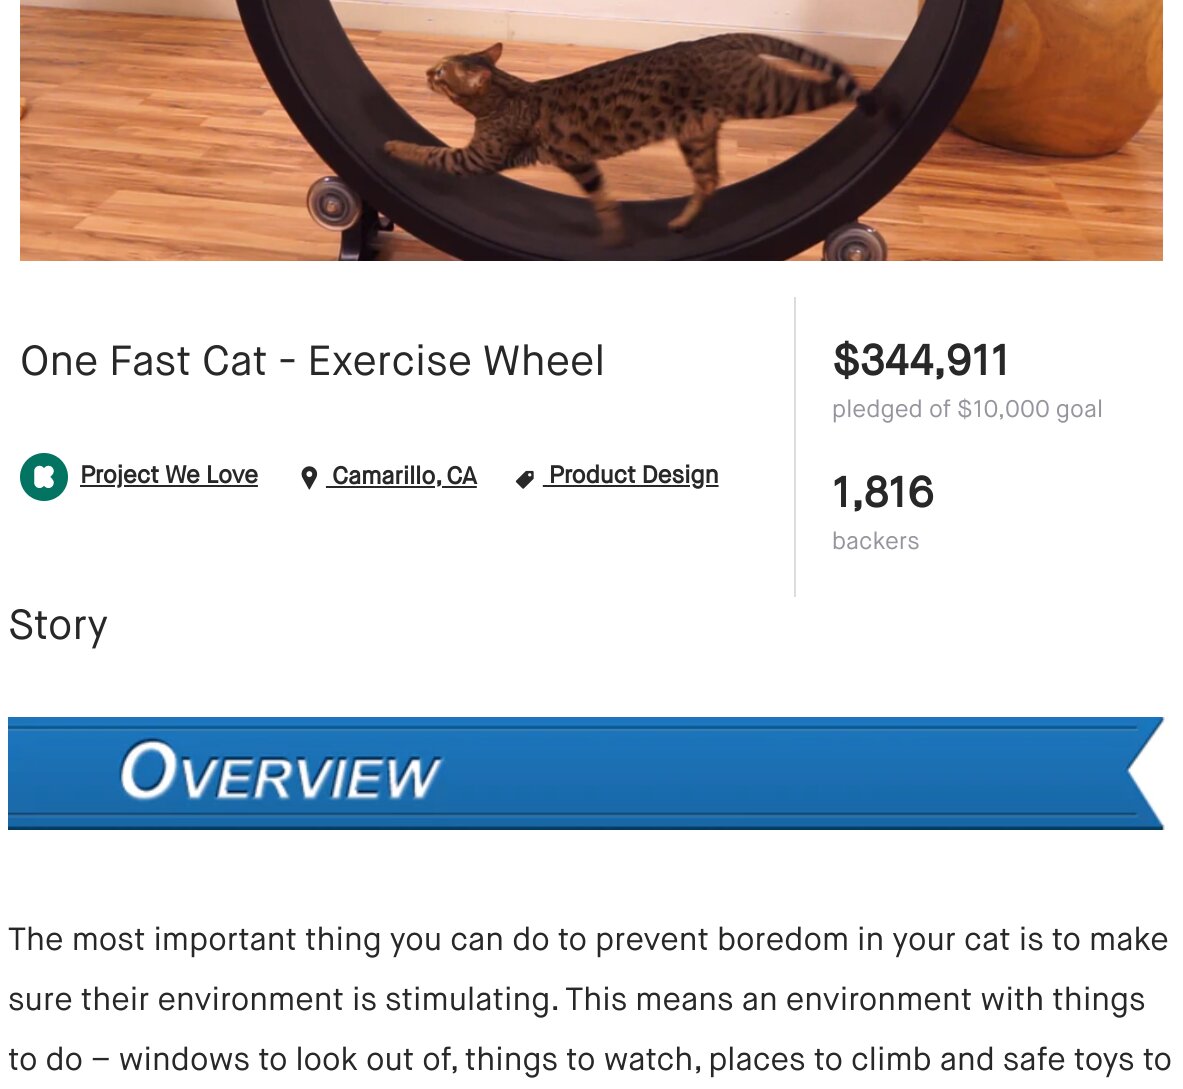 One Fast Cat - Exercise Wheel
$344,911
pledged of $10,000 goal
Project We Love
Camarillo, CA
Product Design
1,816
backers
Story
OVERVIEW
The most important thing you can do to prevent boredom in your cat is to make
sure their environment is stimulating. This means an environment with things
to do – windows to look out of, things to watch, places to climb and safe toys to